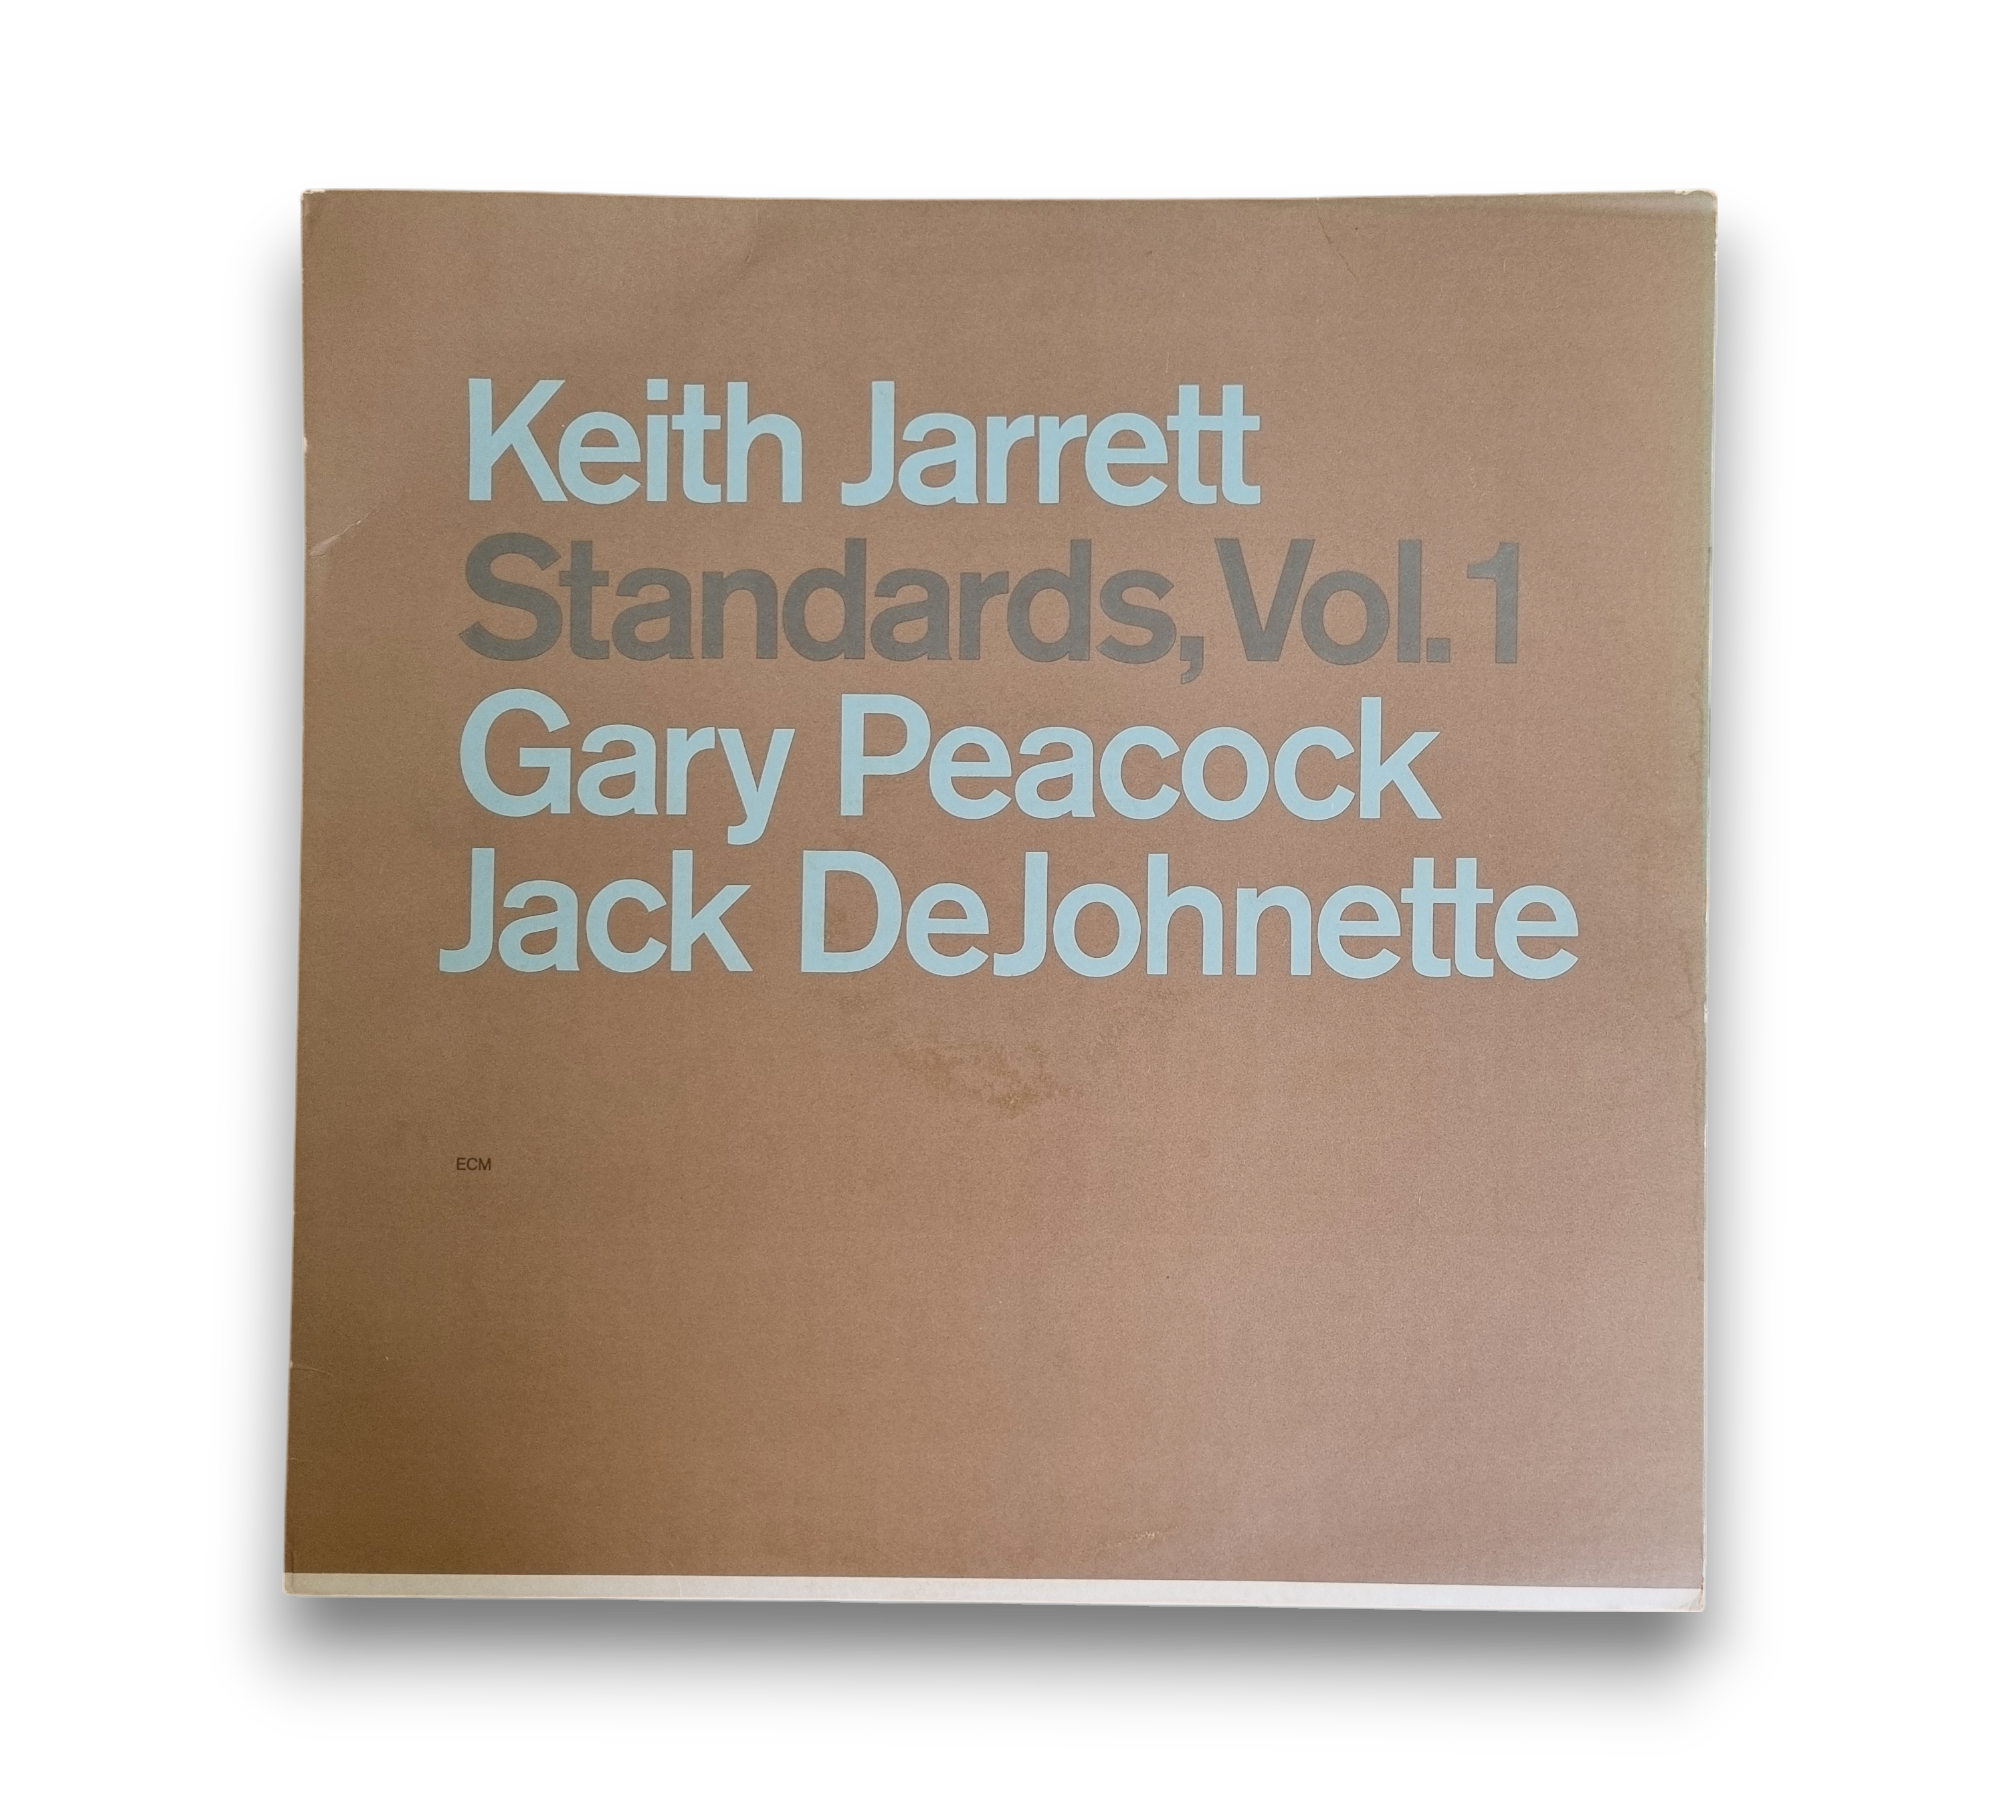 Keith Jarrett
Standards, Vol. 1
Gary Peacock
Jack DeJohnette
ECM